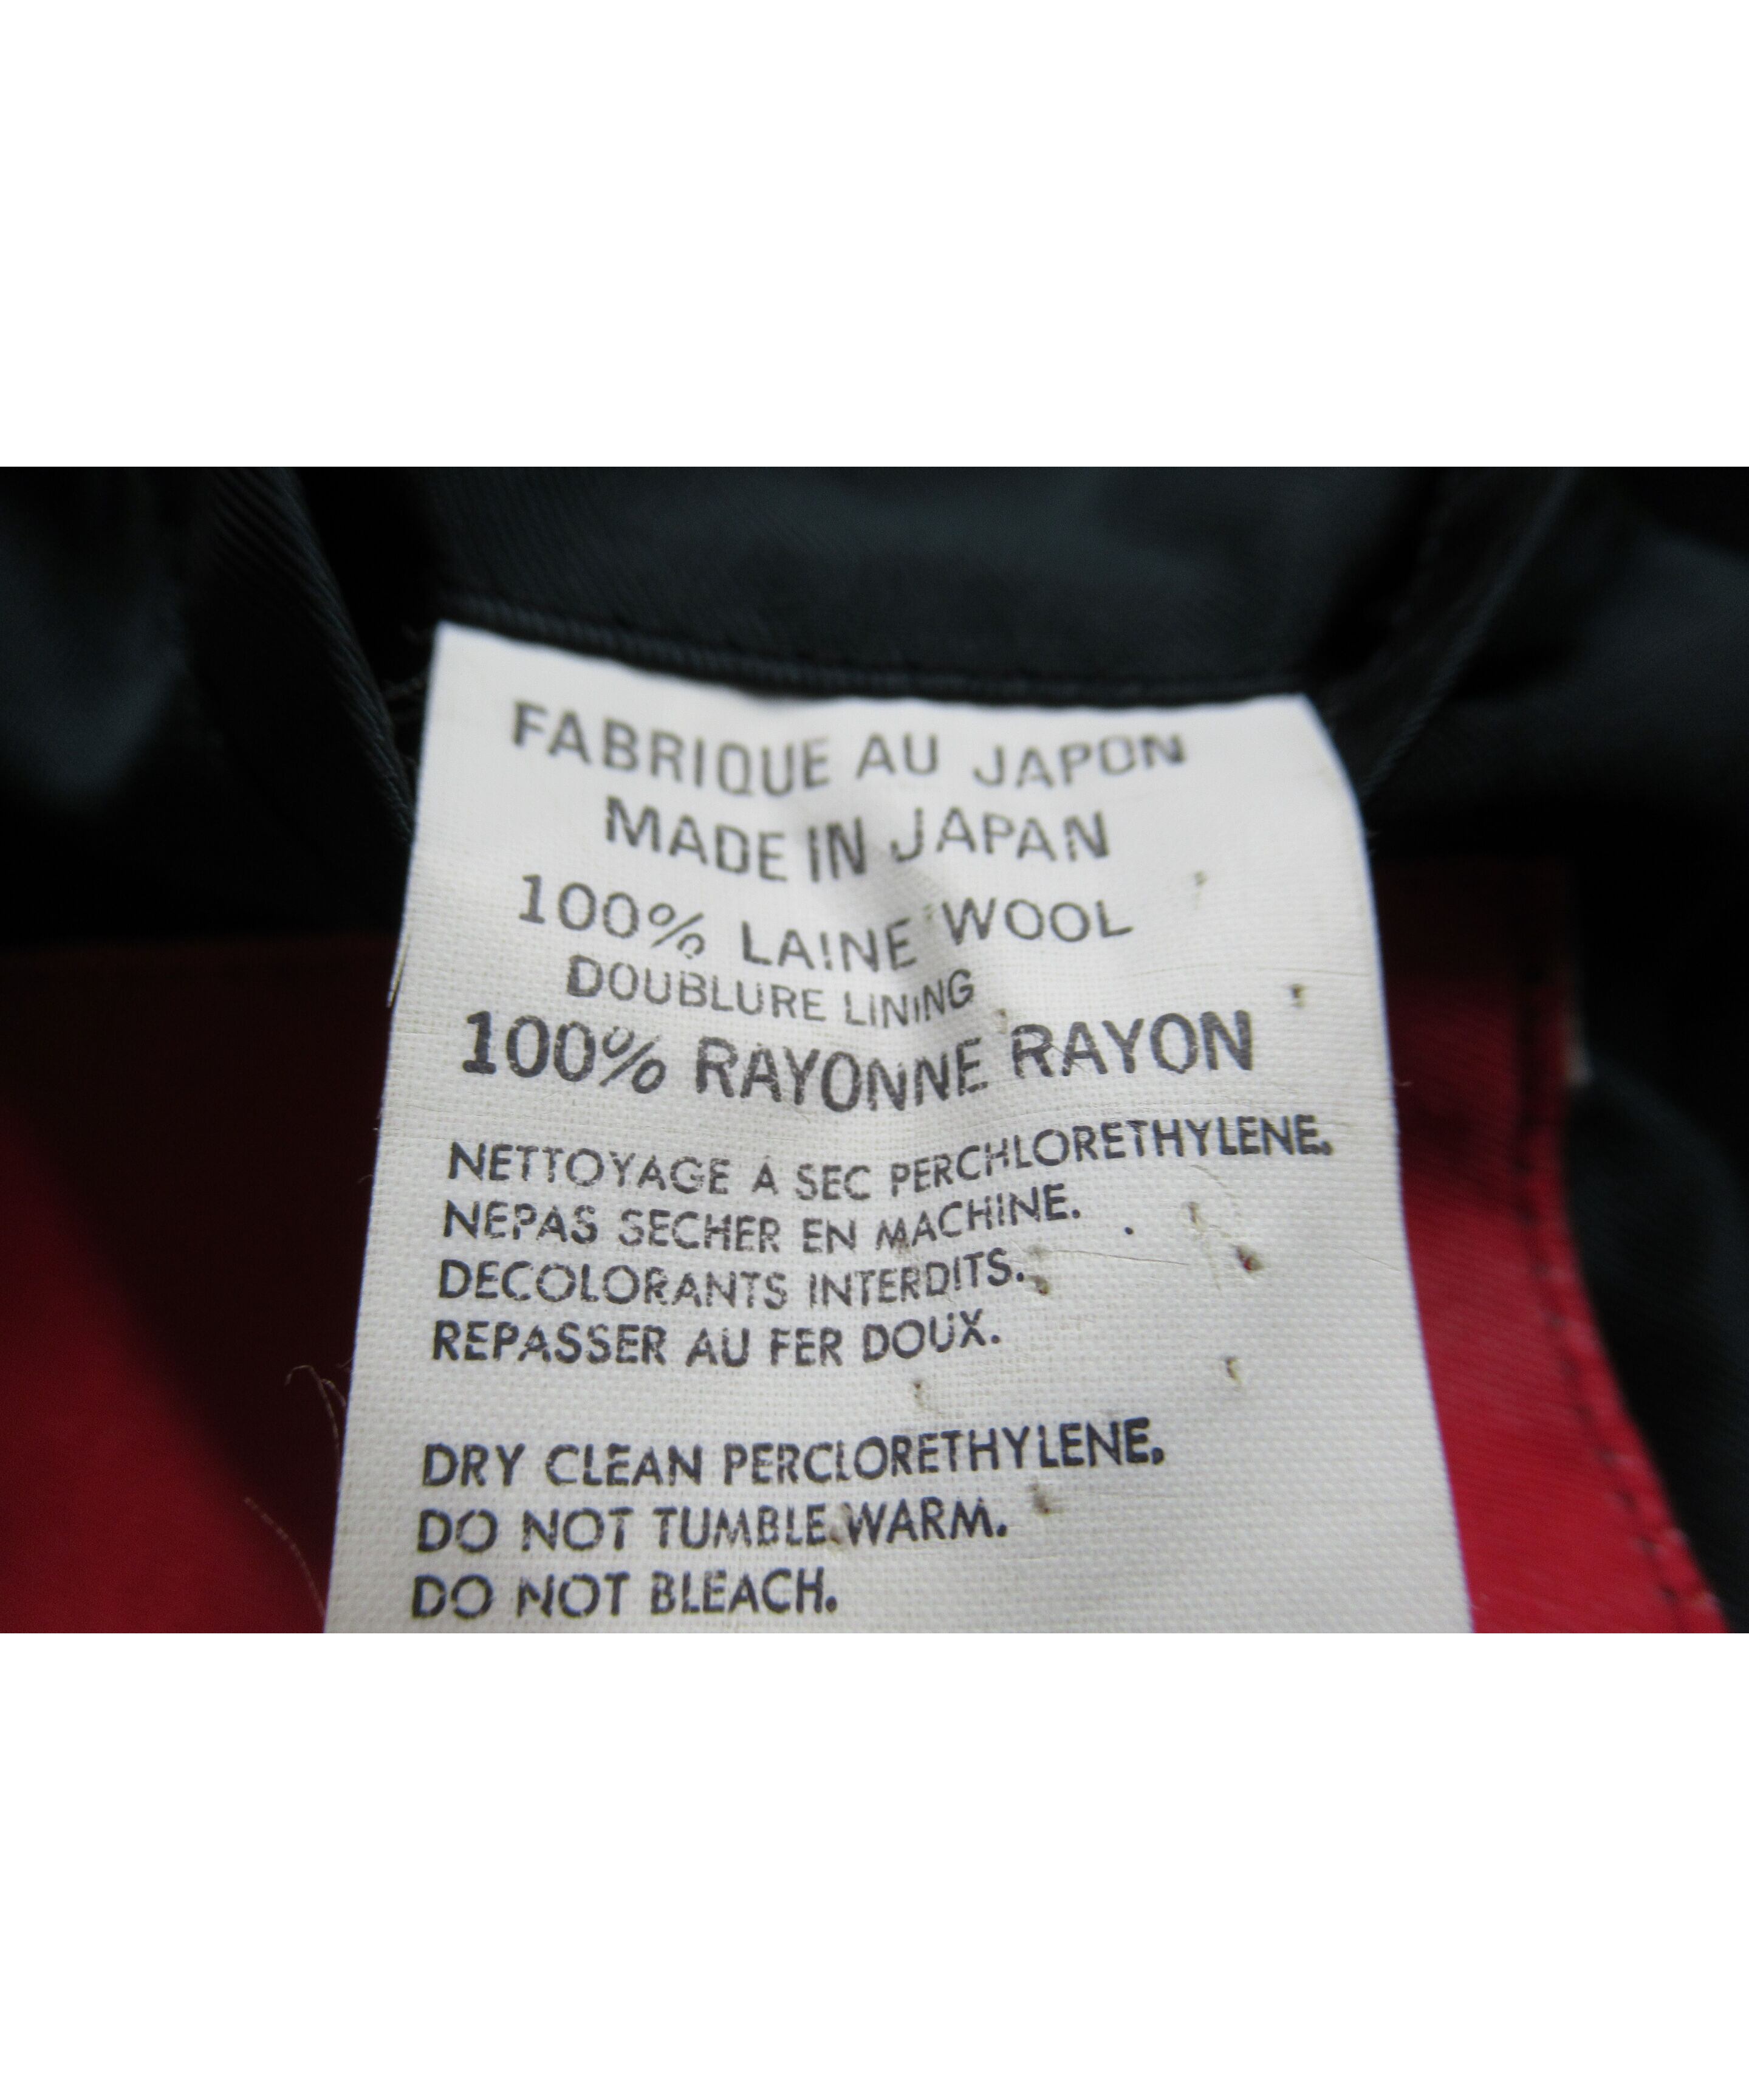 FABRIQUE AU JAPON
MADE IN JAPAN
100% LAINE WOOL
DOUBLURE LINING
100% RAYONNE RAYON
NETTOYAGE A SEC PERCHLORETHYLENE.
NEPAS SECHER EN MACHINE.
DECOLORANTS INTERDITS.
REPASSER AU FER DOUX.
DRY CLEAN PERCLORETHYLENE.
DO NOT TUMBLE WARM.
DO NOT BLEACH.